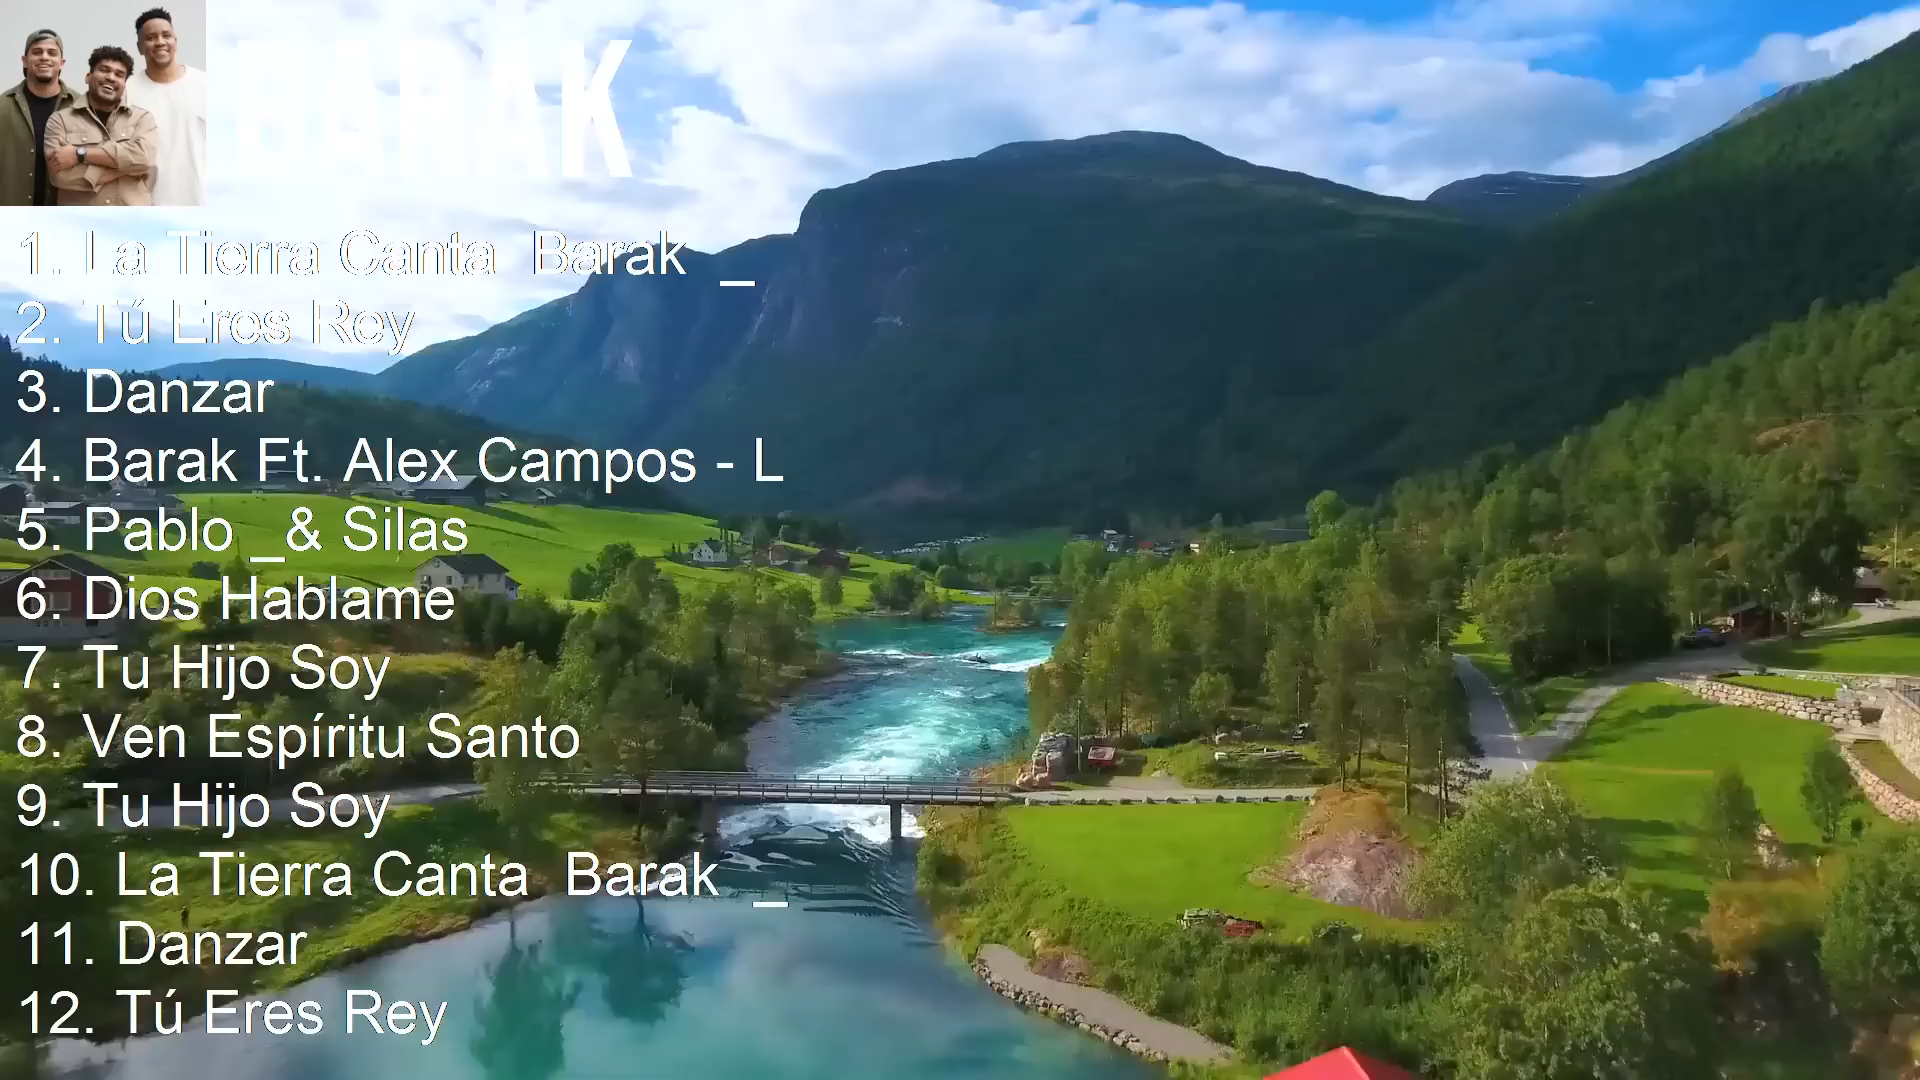 BARAK
1. La Tierra Canta  Barak  _
2. Tú Eres Rey
3. Danzar
4. Barak Ft. Alex Campos - L
5. Pablo _& Silas
6. Dios Hablame
7. Tu Hijo Soy
8. Ven Espíritu Santo
9. Tu Hijo Soy
10. La Tierra Canta  Barak  _
11. Danzar
12. Tú Eres Rey